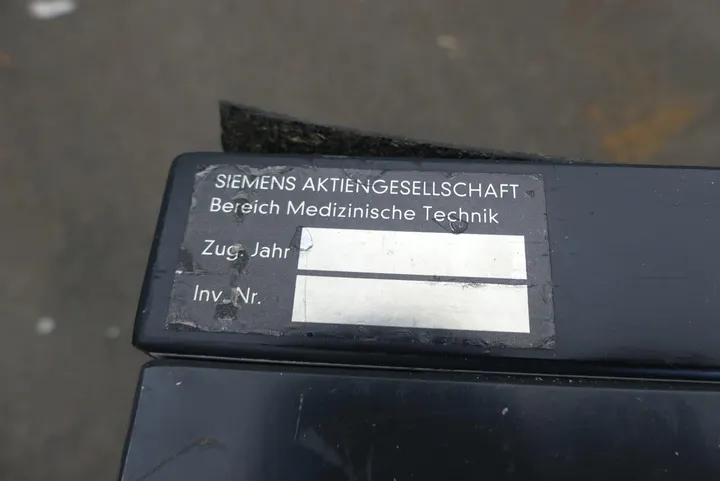 SIEMENS AKTIENGESELLSCHAFT
Bereich Medizinische Technik
Zug. Jahr
Inv. Nr.